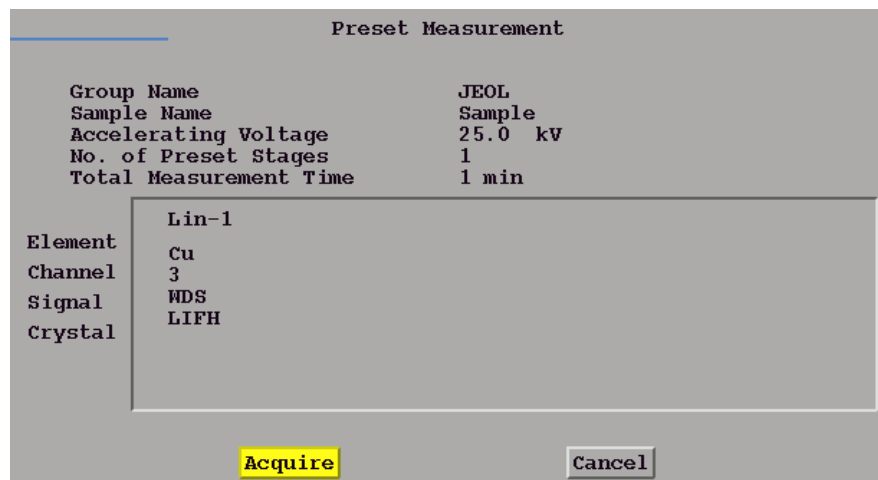 Preset Measurement
Group Name JEOL
Sample Name Sample
Accelerating Voltage 25.0 kV
No. of Preset Stages 1
Total Measurement Time 1 min
Lin-1
Element Cu
Channel 3
Signal WDS
Crystal LIFH
Acquire Cancel